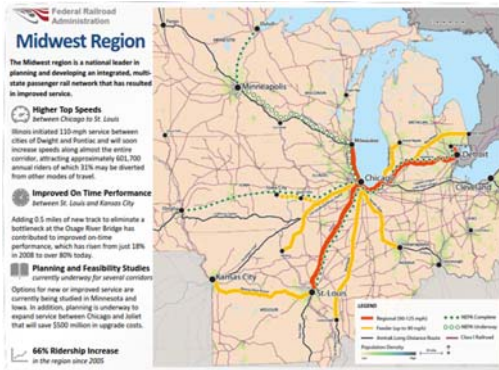 Federal Railroad
Administration
Midwest Region
The Midwest region is a national leader in
planning and developing an integrated, multi-
state passenger rail network that has resulted
in improved service.
Higher Top Speeds
between Chicago to St. Louis
Illinois initiated 110-mph service between
cities of Dwight and Pontiac and will soon
increase speeds along almost the entire
corridor, attracting approximately 601,700
annual riders of which 31% may be diverted
from other modes of travel.
Improved On Time Performance
between St. Louis and Kansas City
Adding 0.5 miles of new track to eliminate a
bottleneck at the Osage River Bridge has
contributed to improved on-time
performance, which has risen from just 18%
in 2008 to over 80% today.
Planning and Feasibility Studies
currently underway for several corridors
Options for new or improved service are
currently being studied in Minnesota and
Iowa. In addition, planning is underway to
expand service between Chicago and Joliet
that will save $500 million in upgrade costs.
66% Ridership Increase
in the region since 2005
Minneapolis
Milwaukee
Chicago
Detroit
Cleveland
Kansas City
St. Louis
LEGEND
Regional (90-125 mph)
NEPA Complete
Feeder (up to 90 mph)
NEPA Underway
Amtrak Long Distance Route
Class I Railroad
Population Density